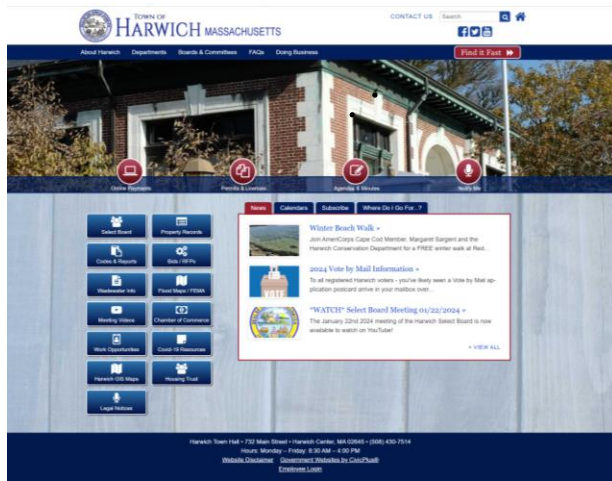 TOWN OF
HARWICH MASSACHUSETTS
CONTACT US
Search
About Harwich
Departments
Boards & Committees
FAQs
Doing Business
Find it Fast
Online Payments
Permits & Licenses
Agendas & Minutes
Notify Me
Select Board
Property Records
Codes & Reports
Bids / RFPs
Wastewater Info
Flood Maps / FEMA
Meeting Videos
Chamber of Commerce
Work Opportunities
Covid-19 Resources
Harwich GIS Maps
Housing Trust
Legal Notices
News
Calendars
Subscribe
Where Do I Go For...?
Winter Beach Walk »
Join AmeriCorps Cape Cod Member, Margaret Sargent and the
Harwich Conservation Department for a FREE winter walk at Red...
2024 Vote by Mail Information »
To all registered Harwich voters - you've likely seen a Vote by Mail ap-
plication postcard arrive in your mailbox over...
VOTE
*WATCH* Select Board Meeting 01/22/2024 »
The January 22nd 2024 meeting of the Harwich Select Board is now
available to watch on YouTube!
+ VIEW ALL
Harwich Town Hall • 732 Main Street • Harwich Center, MA 02645 • (508) 430-7514
Hours: Monday – Friday: 8:30 AM – 4:00 PM
Website Disclaimer Government Websites by CivicPlus®
Employee Login